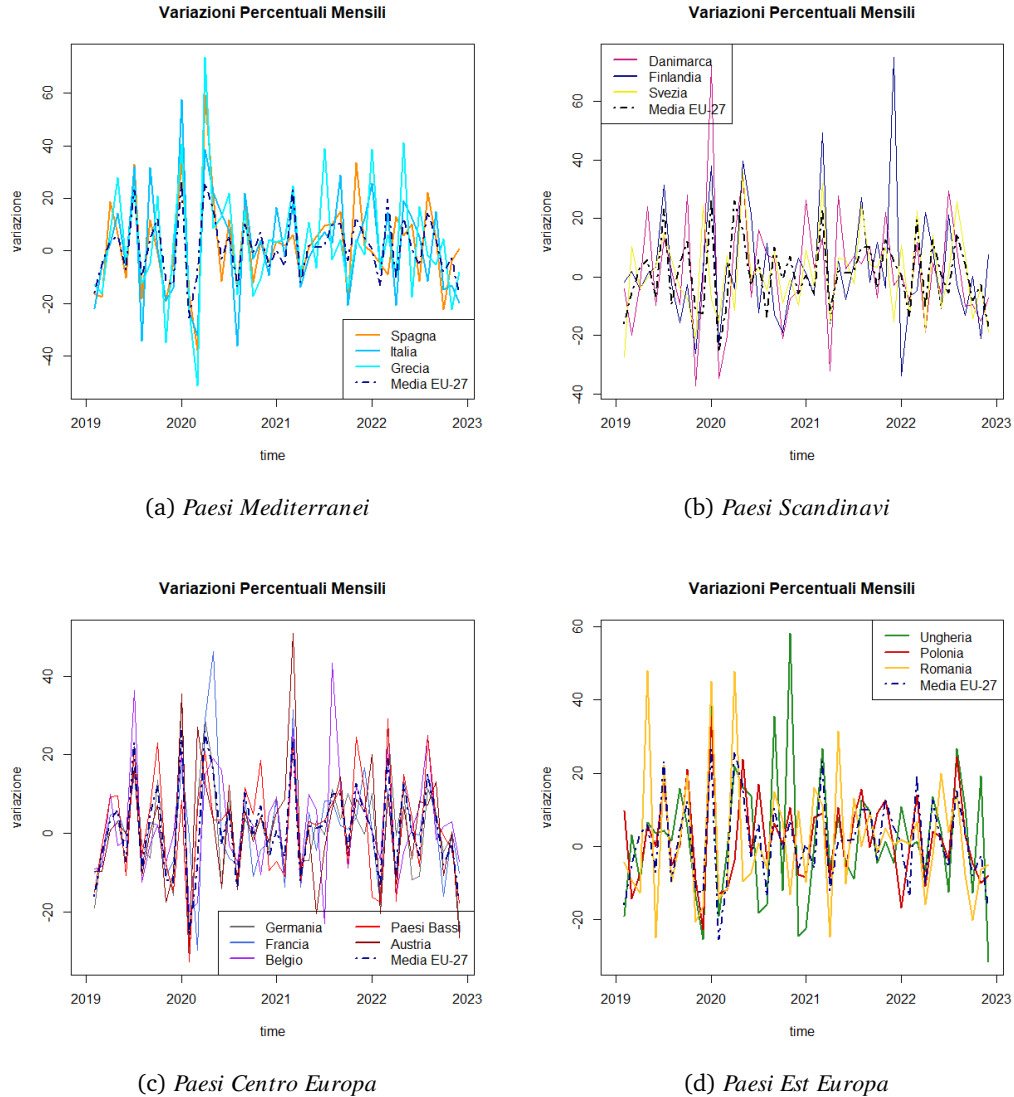 Variazioni Percentuali Mensili
variazione
60
40
20
0
-20
-40
Spagna
Italia
Grecia
Media EU-27
2019 2020 2021 2022 2023
time
(a) Paesi Mediterranei
Variazioni Percentuali Mensili
variazione
60
40
20
0
-20
-40
Danimarca
Finlandia
Svezia
Media EU-27
2019 2020 2021 2022 2023
time
(b) Paesi Scandinavi
Variazioni Percentuali Mensili
variazione
40
20
0
-20
Germania Paesi Bassi
Francia Austria
Belgio Media EU-27
2019 2020 2021 2022 2023
time
(c) Paesi Centro Europa
Variazioni Percentuali Mensili
variazione
60
40
20
0
-20
Ungheria
Polonia
Romania
Media EU-27
2019 2020 2021 2022 2023
time
(d) Paesi Est Europa